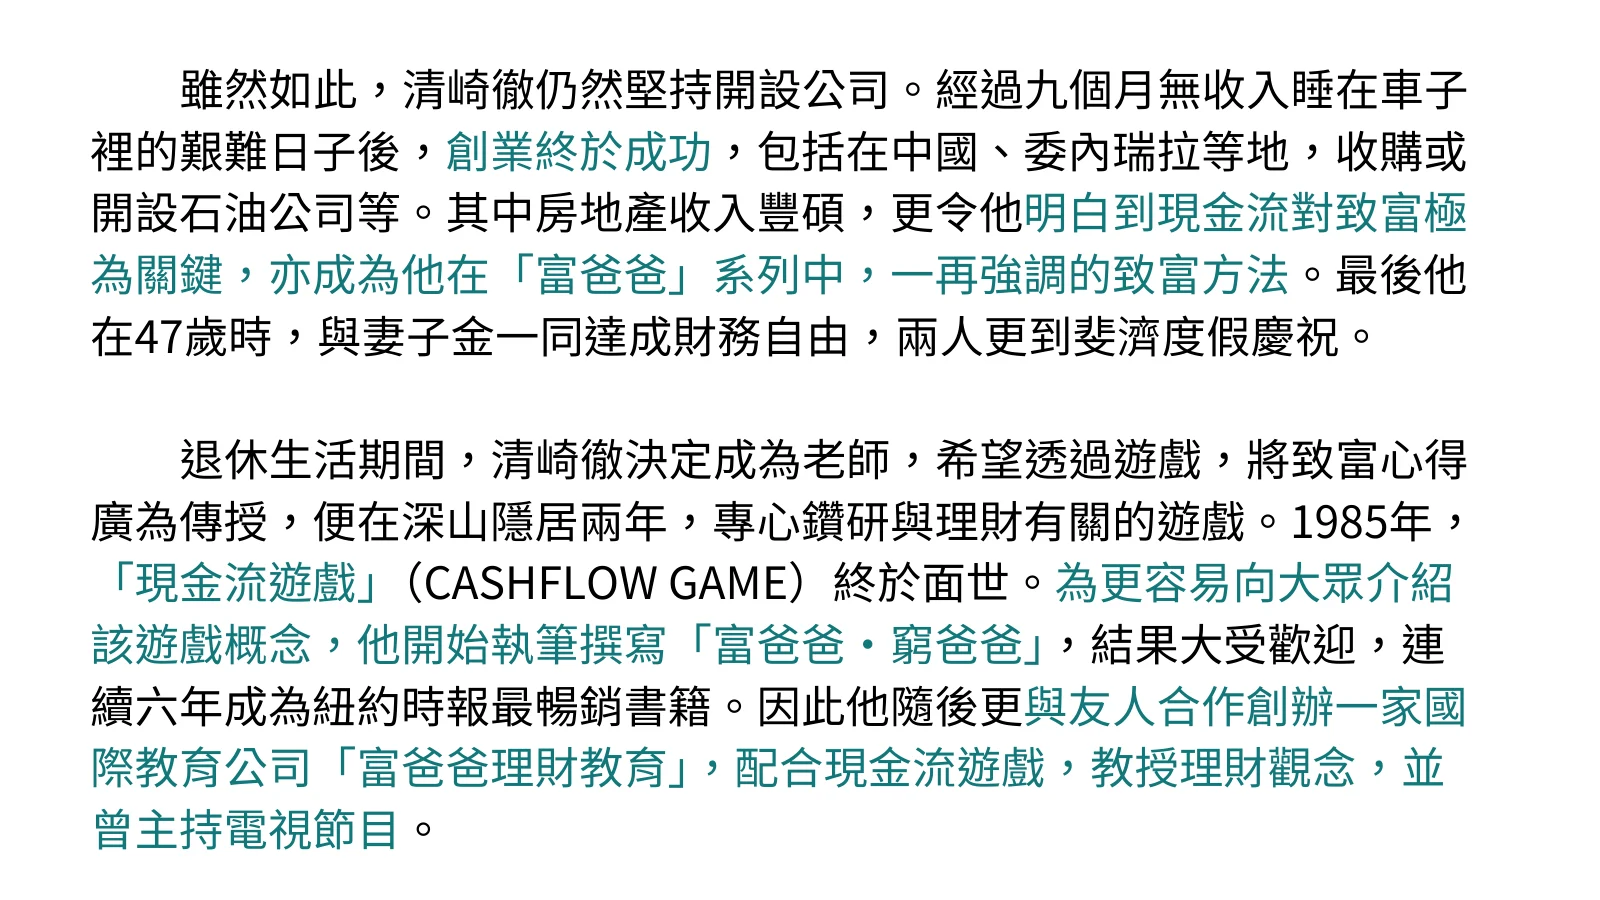 雖然如此，清崎徹仍然堅持開設公司。經過九個月無收入睡在車子
裡的艱難日子後，創業終於成功，包括在中國、委內瑞拉等地，收購或
開設石油公司等。其中房地產收入豐碩，更令他明白到現金流對致富極
為關鍵，亦成為他在「富爸爸」系列中，一再強調的致富方法。最後他
在47歲時，與妻子金一同達成財務自由，兩人更到斐濟度假慶祝。
退休生活期間，清崎徹決定成為老師，希望透過遊戲，將致富心得
廣為傳授，便在深山隱居兩年，專心鑽研與理財有關的遊戲。1985年，
「現金流遊戲」（CASHFLOW GAME）終於面世。為更容易向大眾介紹
該遊戲概念，他開始執筆撰寫「富爸爸・窮爸爸」，結果大受歡迎，連
續六年成為紐約時報最暢銷書籍。因此他隨後更與友人合作創辦一家國
際教育公司「富爸爸理財教育」，配合現金流遊戲，教授理財觀念，並
曾主持電視節目。